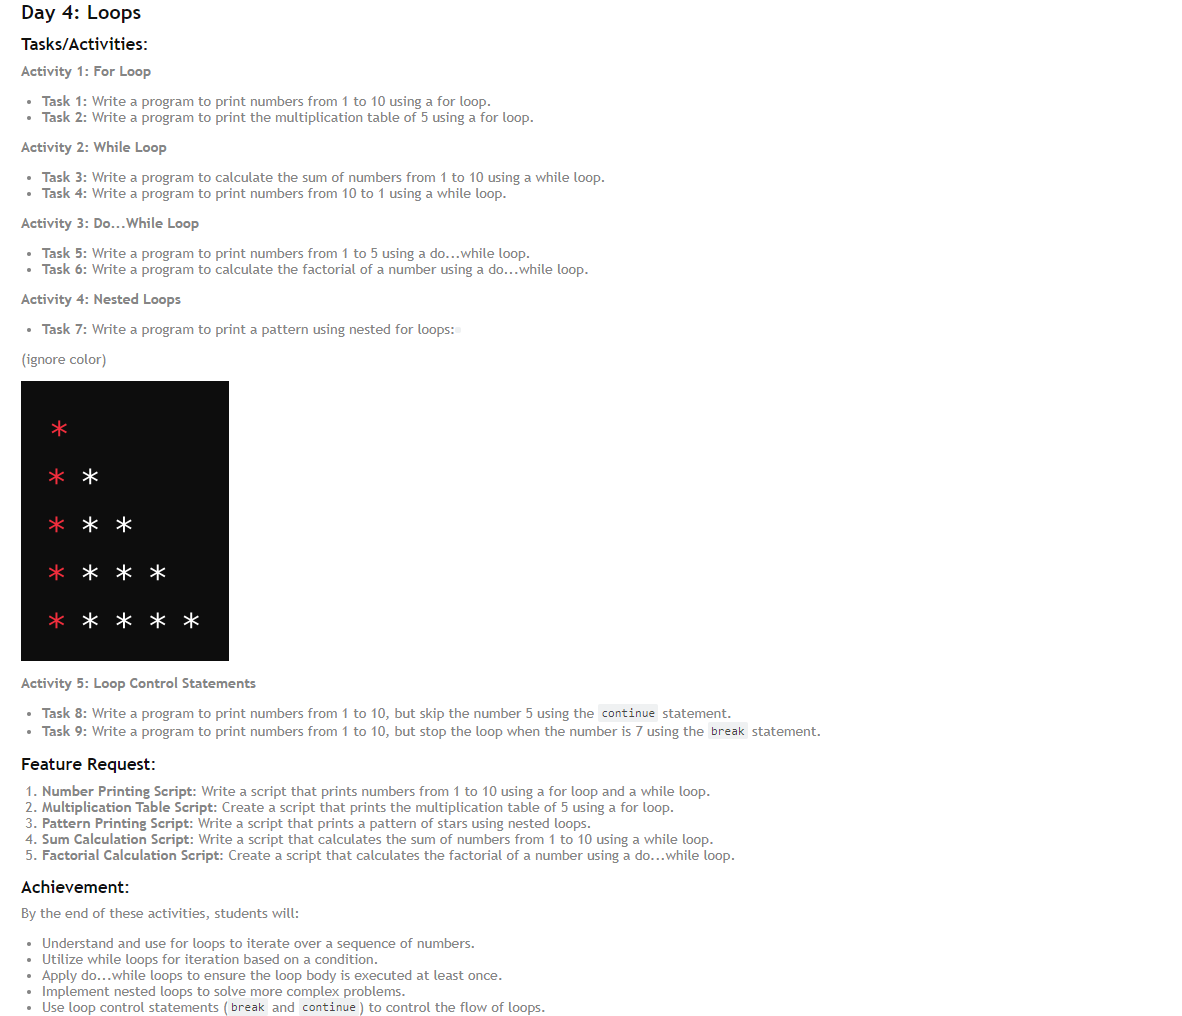 Day 4: Loops
Tasks/Activities:
Activity 1: For Loop
• Task 1: Write a program to print numbers from 1 to 10 using a for loop.
• Task 2: Write a program to print the multiplication table of 5 using a for loop.
Activity 2: While Loop
• Task 3: Write a program to calculate the sum of numbers from 1 to 10 using a while loop.
• Task 4: Write a program to print numbers from 10 to 1 using a while loop.
Activity 3: Do...While Loop
• Task 5: Write a program to print numbers from 1 to 5 using a do...while loop.
• Task 6: Write a program to calculate the factorial of a number using a do...while loop.
Activity 4: Nested Loops
• Task 7: Write a program to print a pattern using nested for loops:
(ignore color)
*
* *
* * *
* * * *
* * * * *
Activity 5: Loop Control Statements
• Task 8: Write a program to print numbers from 1 to 10, but skip the number 5 using the continue statement.
• Task 9: Write a program to print numbers from 1 to 10, but stop the loop when the number is 7 using the break statement.
Feature Request:
1. Number Printing Script: Write a script that prints numbers from 1 to 10 using a for loop and a while loop.
2. Multiplication Table Script: Create a script that prints the multiplication table of 5 using a for loop.
3. Pattern Printing Script: Write a script that prints a pattern of stars using nested loops.
4. Sum Calculation Script: Write a script that calculates the sum of numbers from 1 to 10 using a while loop.
5. Factorial Calculation Script: Create a script that calculates the factorial of a number using a do...while loop.
Achievement:
By the end of these activities, students will:
• Understand and use for loops to iterate over a sequence of numbers.
• Utilize while loops for iteration based on a condition.
• Apply do...while loops to ensure the loop body is executed at least once.
• Implement nested loops to solve more complex problems.
• Use loop control statements (break and continue) to control the flow of loops.